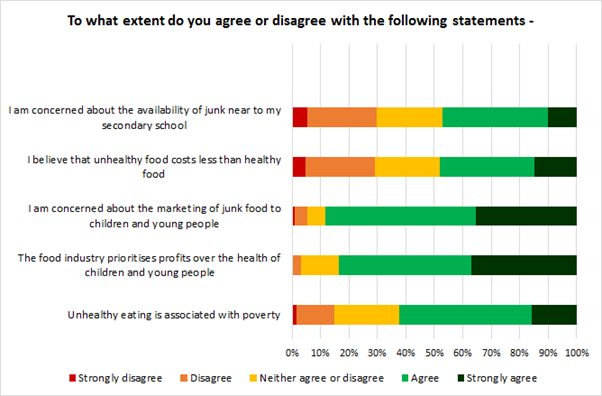 To what extent do you agree or disagree with the following statements -
I am concerned about the availability of junk near to my
secondary school
I believe that unhealthy food costs less than healthy
food
I am concerned about the marketing of junk food to
children and young people
The food industry prioritises profits over the health of
children and young people
Unhealthy eating is associated with poverty
0% 10% 20% 30% 40% 50% 60% 70% 80% 90% 100%
Strongly disagree Disagree Neither agree or disagree Agree Strongly agree